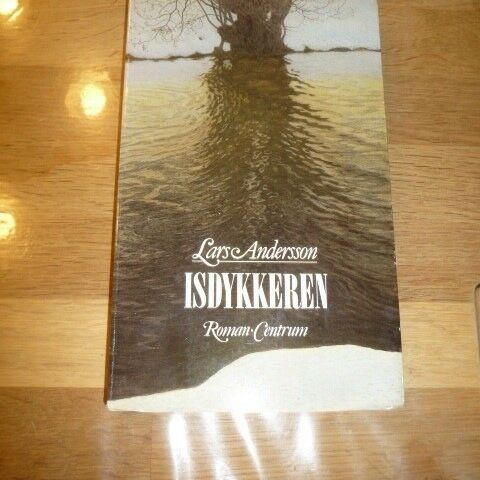 Lars Andersson
ISDYKKEREN
Roman·Centrum